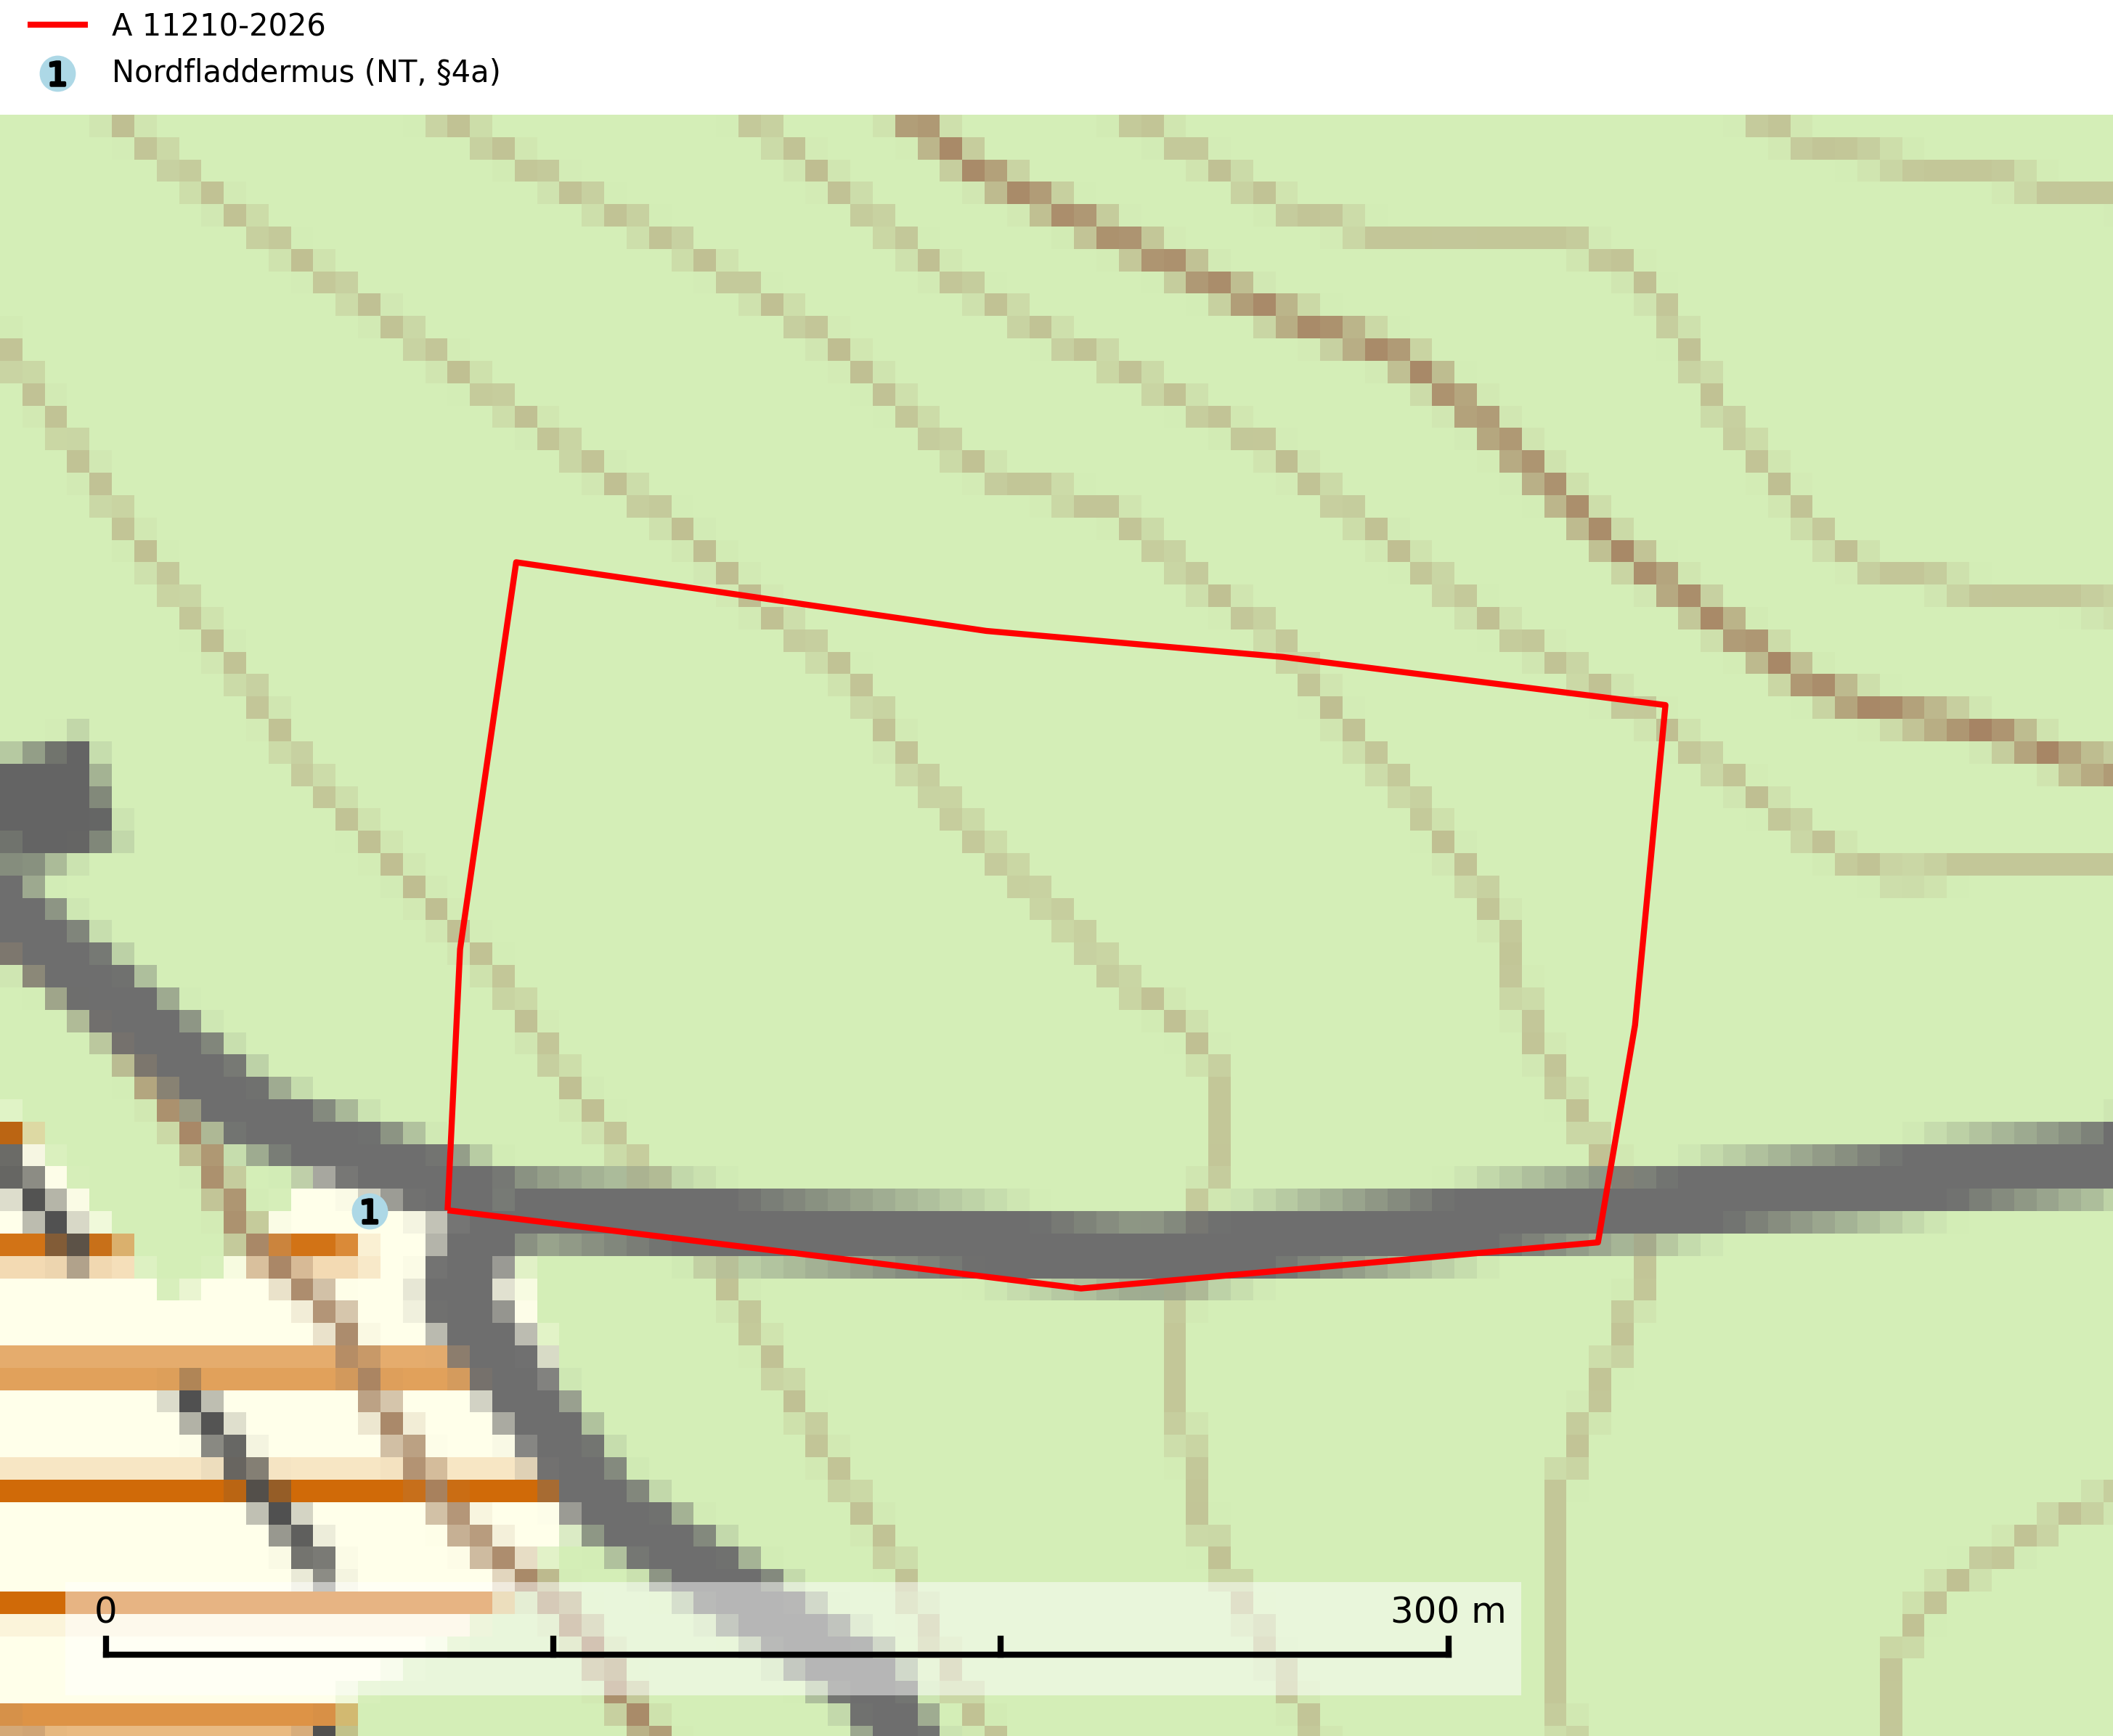 A 11210-2026
1 Nordfladdermus (NT, §4a)
1
0 300 m